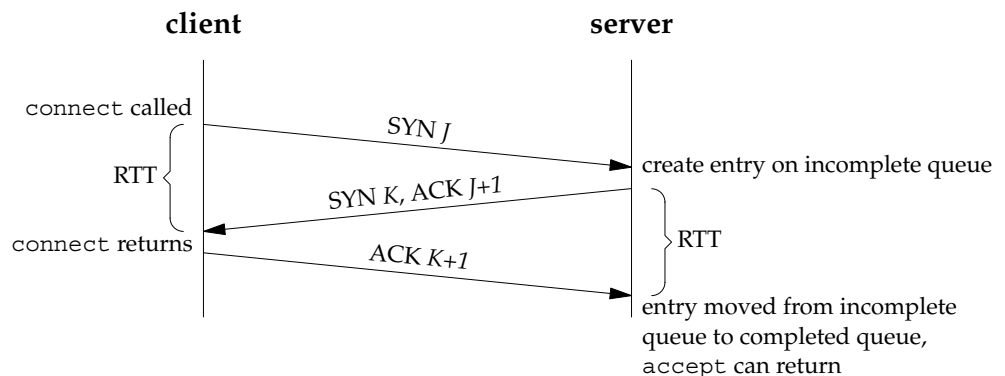 client
server
connect called
SYN J
RTT
create entry on incomplete queue
SYN K, ACK J+1
connect returns
RTT
ACK K+1
entry moved from incomplete
queue to completed queue,
accept can return